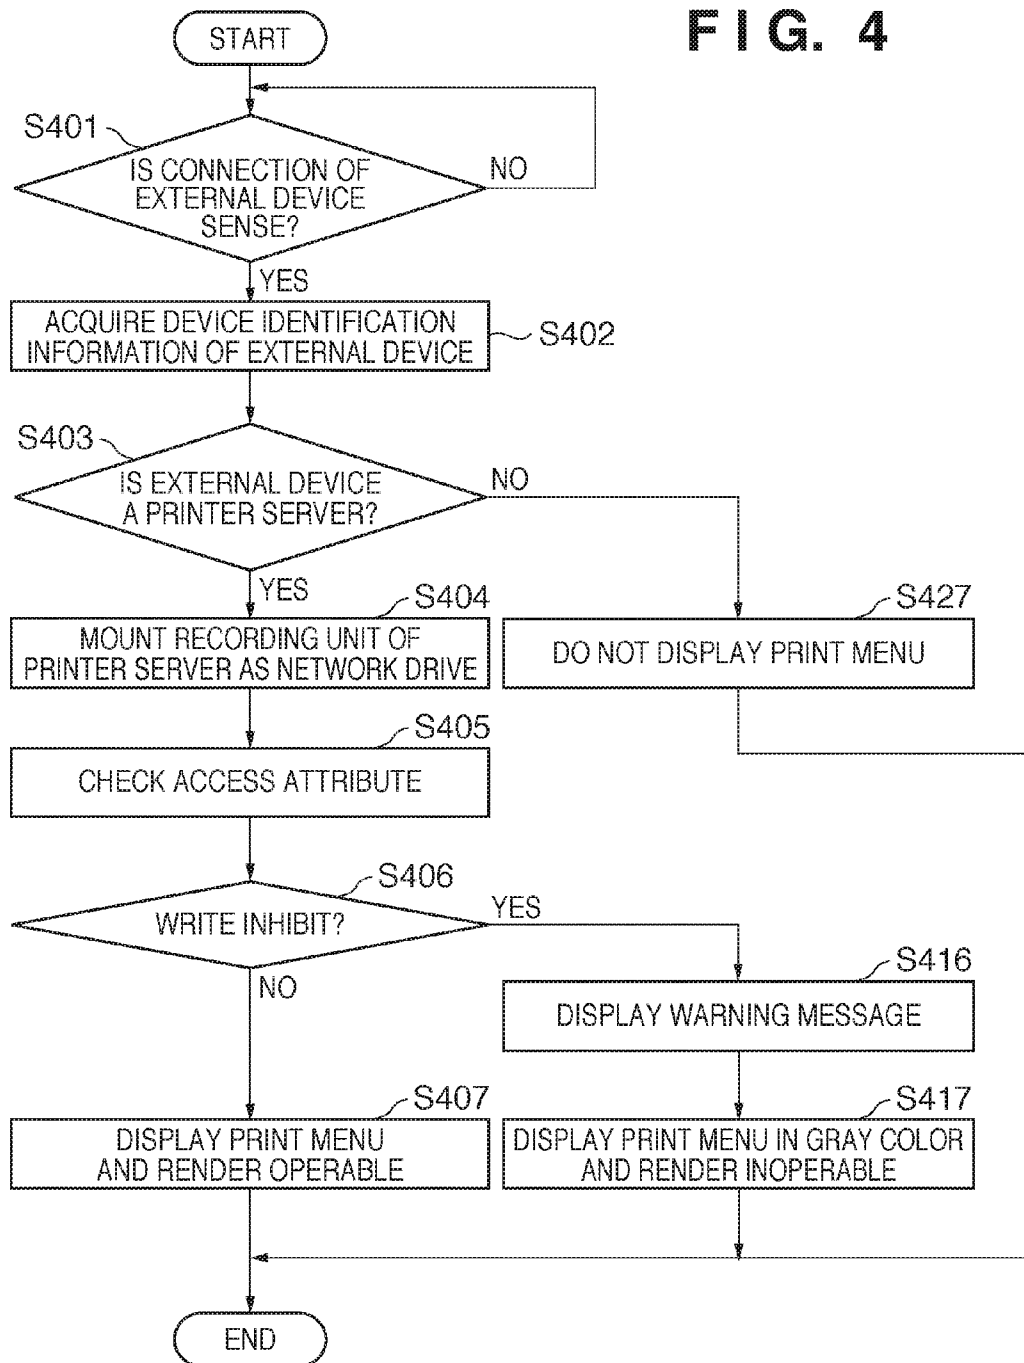 FIG. 4
START
S401
IS CONNECTION OF
EXTERNAL DEVICE
SENSE?
NO
YES
ACQUIRE DEVICE IDENTIFICATION
INFORMATION OF EXTERNAL DEVICE
S402
S403
IS EXTERNAL DEVICE
A PRINTER SERVER?
NO
YES
S404
MOUNT RECORDING UNIT OF
PRINTER SERVER AS NETWORK DRIVE
S427
DO NOT DISPLAY PRINT MENU
S405
CHECK ACCESS ATTRIBUTE
S406
WRITE INHIBIT?
YES
NO
S416
DISPLAY WARNING MESSAGE
S407
DISPLAY PRINT MENU
AND RENDER OPERABLE
S417
DISPLAY PRINT MENU IN GRAY COLOR
AND RENDER INOPERABLE
END